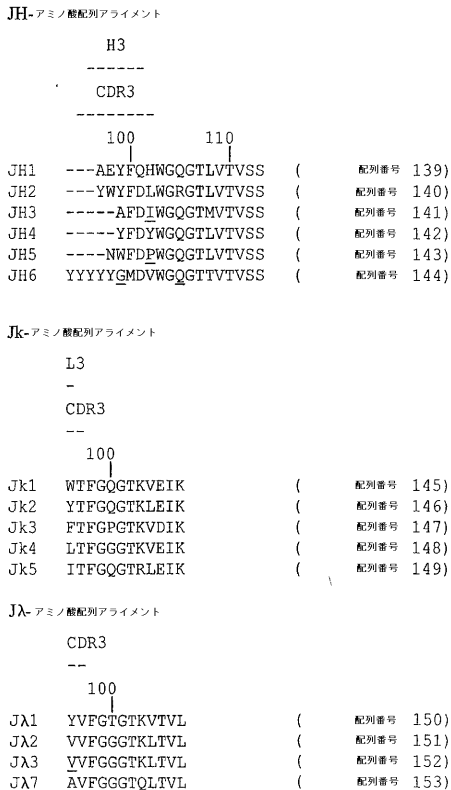 JH-アミノ酸配列アライメント
H3
------
CDR3
--------
100 110
JH1 ---AEYFQHWGQGTLVTVSS ( 配列番号 139)
JH2 ---YWYFDLWGRGTLVTVSS ( 配列番号 140)
JH3 -----AFDIWGQGTMVTVSS ( 配列番号 141)
JH4 -----YFDYWGQGTLVTVSS ( 配列番号 142)
JH5 ----NWFDPWGQGTLVTVSS ( 配列番号 143)
JH6 YYYYYGMDVWGQGTTVTVSS ( 配列番号 144)
Jk-アミノ酸配列アライメント
L3
-
CDR3
--
100
Jk1 WTFGQGTKVEIK ( 配列番号 145)
Jk2 YTFGQGTKLEIK ( 配列番号 146)
Jk3 FTFGPGTKVDIK ( 配列番号 147)
Jk4 LTFGGGTKVEIK ( 配列番号 148)
Jk5 ITFGQGTRLEIK ( 配列番号 149)
Jλ-アミノ酸配列アライメント
CDR3
--
100
Jλ1 YVFGTGTKVTVL ( 配列番号 150)
Jλ2 VVFGGGTKLTVL ( 配列番号 151)
Jλ3 VVFGGGTKLTVL ( 配列番号 152)
Jλ7 AVFGGGTQLTVL ( 配列番号 153)